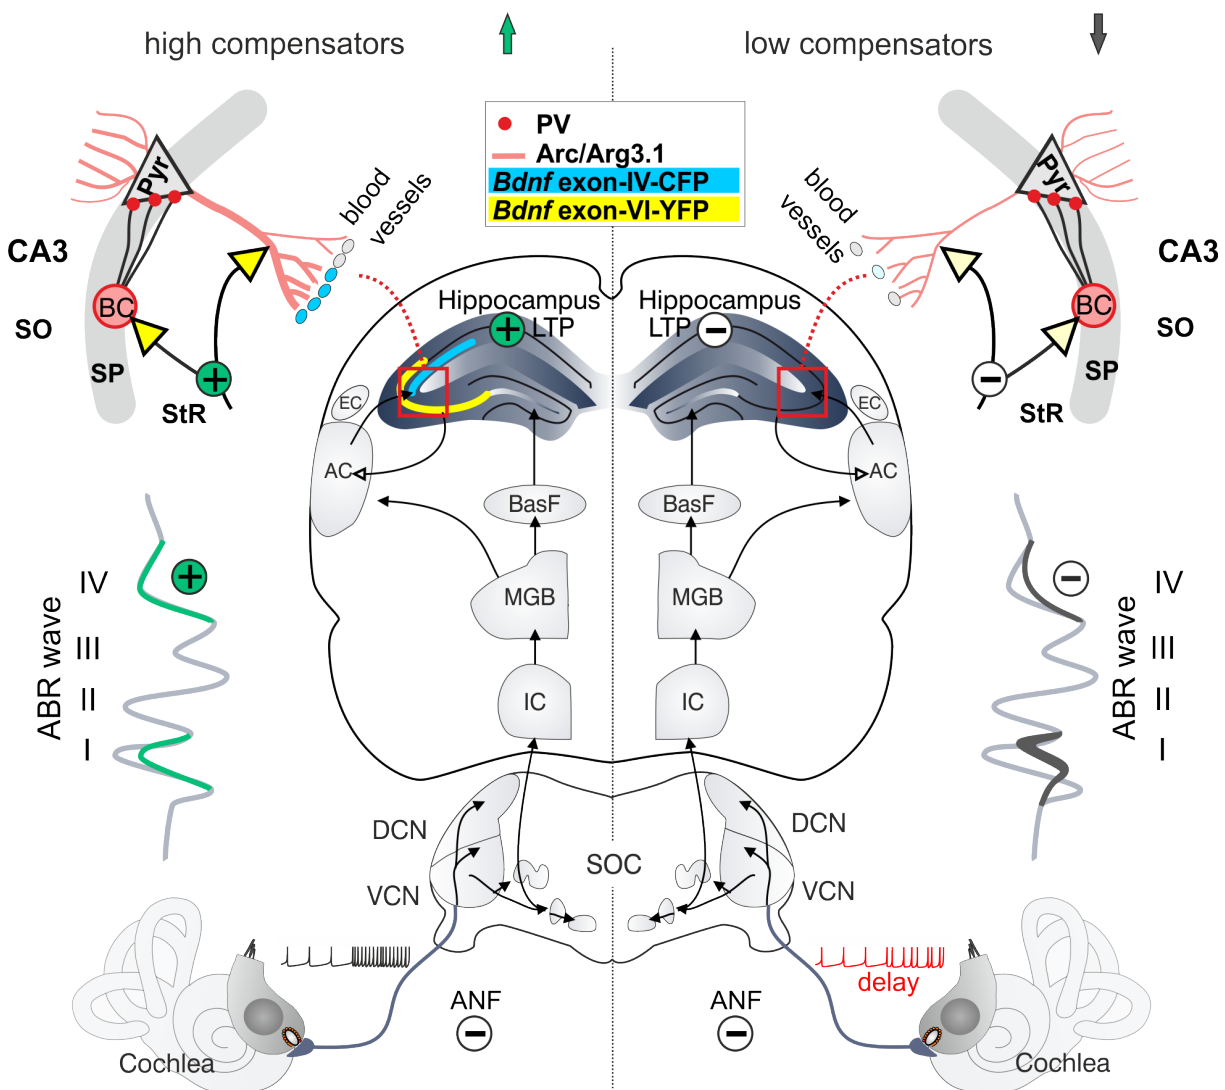 high compensators
low compensators
PV
Arc/Arg3.1
Bdnf exon-IV-CFP
Bdnf exon-VI-YFP
Pyr
blood
vessels
CA3
BC
SO
SP
+
StR
blood
vessels
Pyr
CA3
BC
SO
SP
−
StR
Hippocampus
LTP
+
Hippocampus
LTP
−
EC
AC
BasF
MGB
IC
EC
AC
BasF
MGB
IC
ABR wave
IV
III
II
I
+
ABR wave
IV
III
II
I
−
DCN
VCN
SOC
DCN
VCN
delay
ANF
−
ANF
−
Cochlea
Cochlea